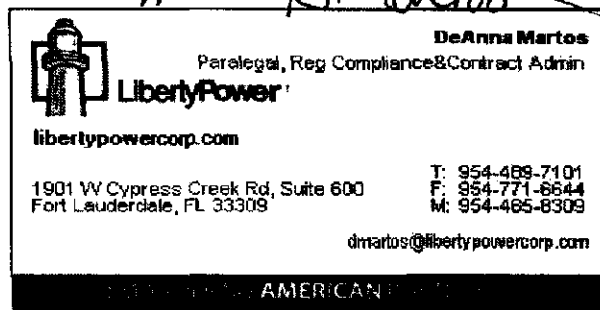 DeAnna Martos
Paralegal, Reg Compliance&Contract Admin
LibertyPower
libertypowercorp.com
1901 W Cypress Creek Rd, Suite 600
Fort Lauderdale, FL 33309
T: 954-489-7101
F: 954-771-6644
M: 954-465-8309
dmartos@libertypowercorp.com
AMERICAN